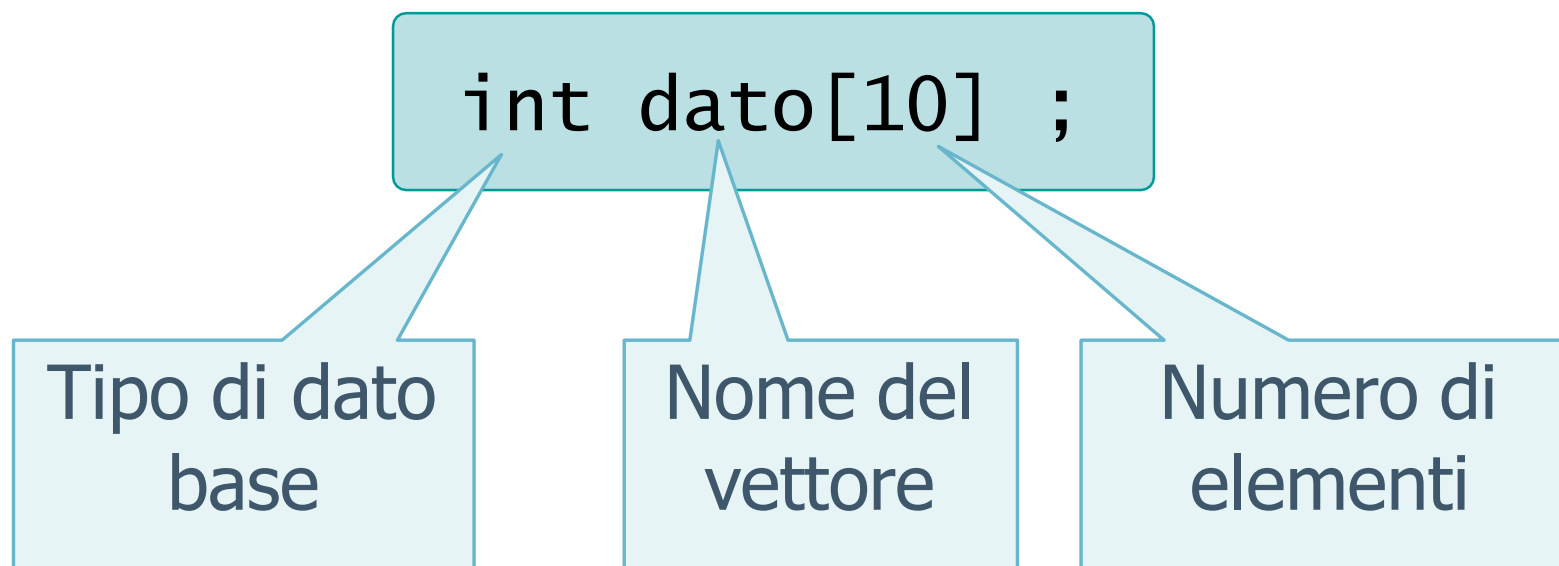 int dato[10] ;
Tipo di dato
base
Nome del
vettore
Numero di
elementi